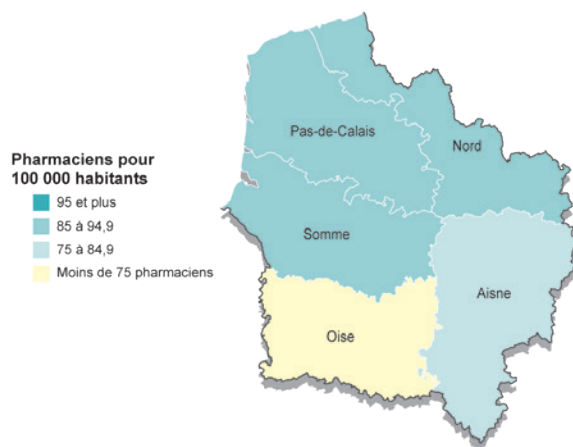 Pas-de-Calais
Nord
Pharmaciens pour
100 000 habitants
95 et plus
85 à 94,9
75 à 84,9
Moins de 75 pharmaciens
Somme
Aisne
Oise